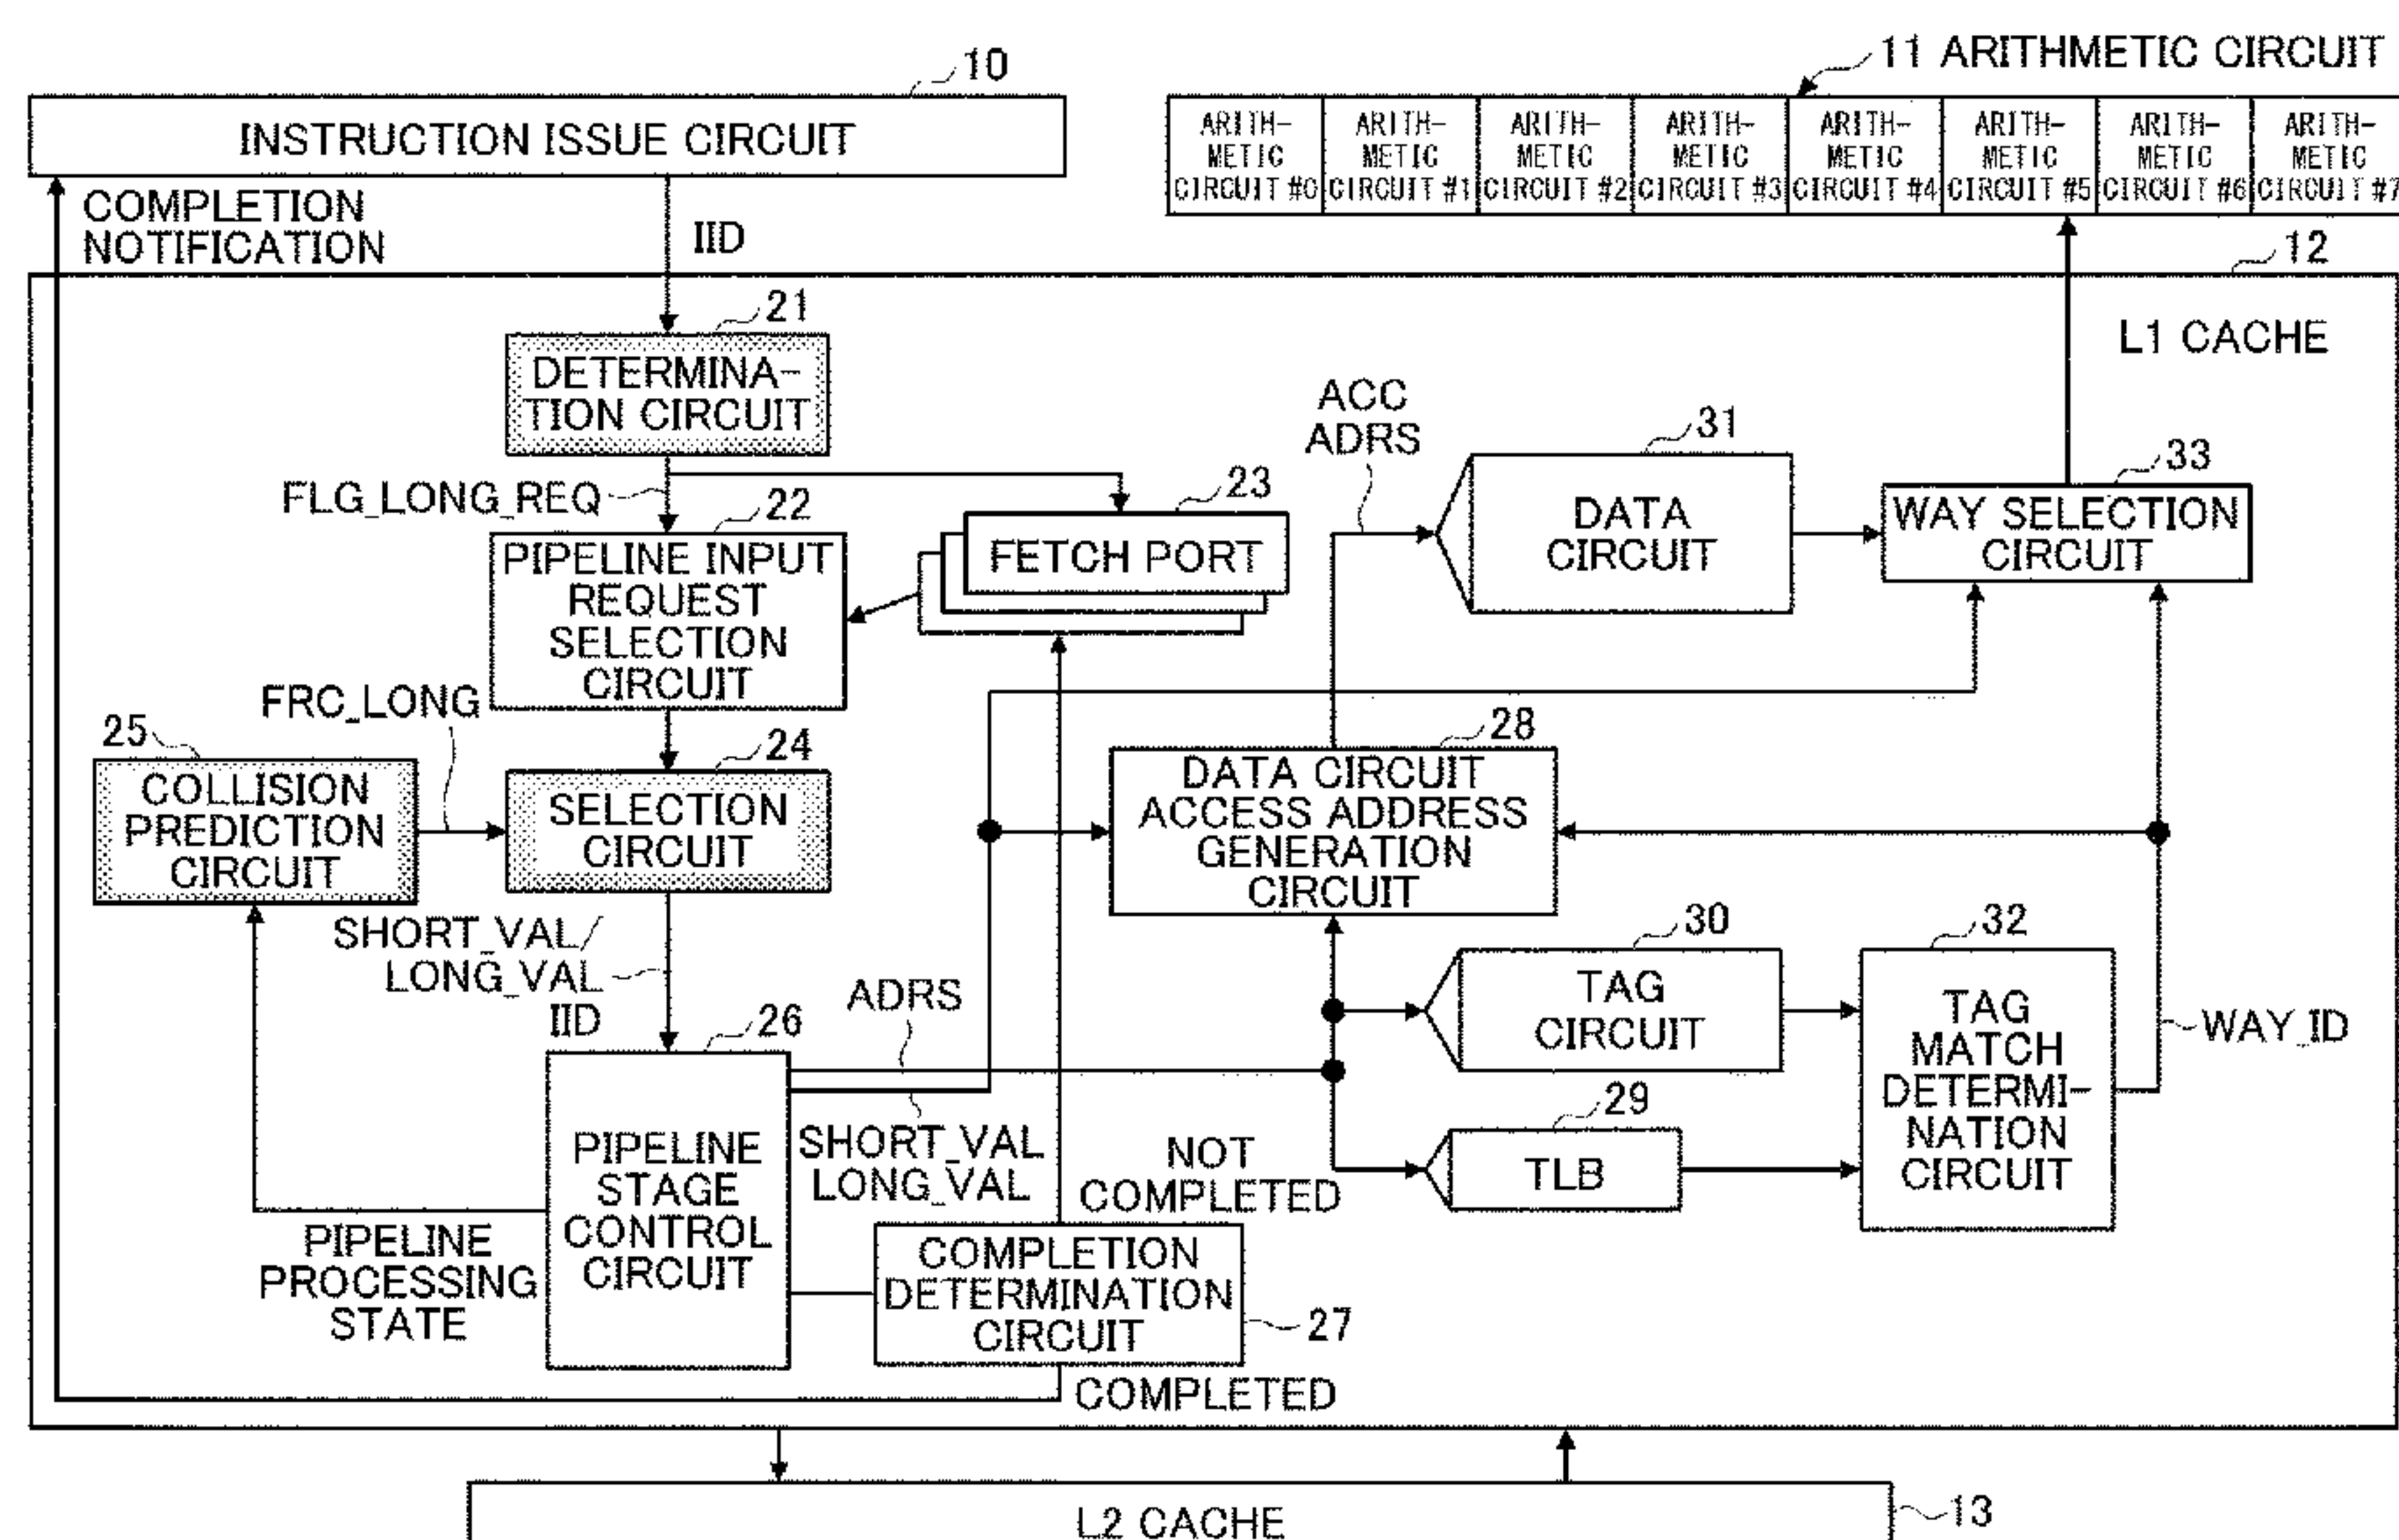 10
INSTRUCTION ISSUE CIRCUIT
11 ARITHMETIC CIRCUIT
ARITH-
METIC
CIRCUIT #0
ARITH-
METIC
CIRCUIT #1
ARITH-
METIC
CIRCUIT #2
ARITH-
METIC
CIRCUIT #3
ARITH-
METIC
CIRCUIT #4
ARITH-
METIC
CIRCUIT #5
ARITH-
METIC
CIRCUIT #6
ARITH-
METIC
CIRCUIT #7
COMPLETION
NOTIFICATION
IID
12
L1 CACHE
21
DETERMINA-
TION CIRCUIT
FLG_LONG_REQ
22
PIPELINE INPUT
REQUEST
SELECTION
CIRCUIT
23
FETCH PORT
ACC
ADRS
31
DATA
CIRCUIT
33
WAY SELECTION
CIRCUIT
FRC_LONG
25
COLLISION
PREDICTION
CIRCUIT
24
SELECTION
CIRCUIT
28
DATA CIRCUIT
ACCESS ADDRESS
GENERATION
CIRCUIT
SHORT_VAL/
LONG_VAL
IID
26
PIPELINE
STAGE
CONTROL
CIRCUIT
ADRS
SHORT_VAL
LONG_VAL
30
TAG
CIRCUIT
29
TLB
32
TAG
MATCH
DETERMI-
NATION
CIRCUIT
WAY_ID
PIPELINE
PROCESSING
STATE
NOT
COMPLETED
COMPLETION
DETERMINATION
CIRCUIT
27
COMPLETED
L2 CACHE
13